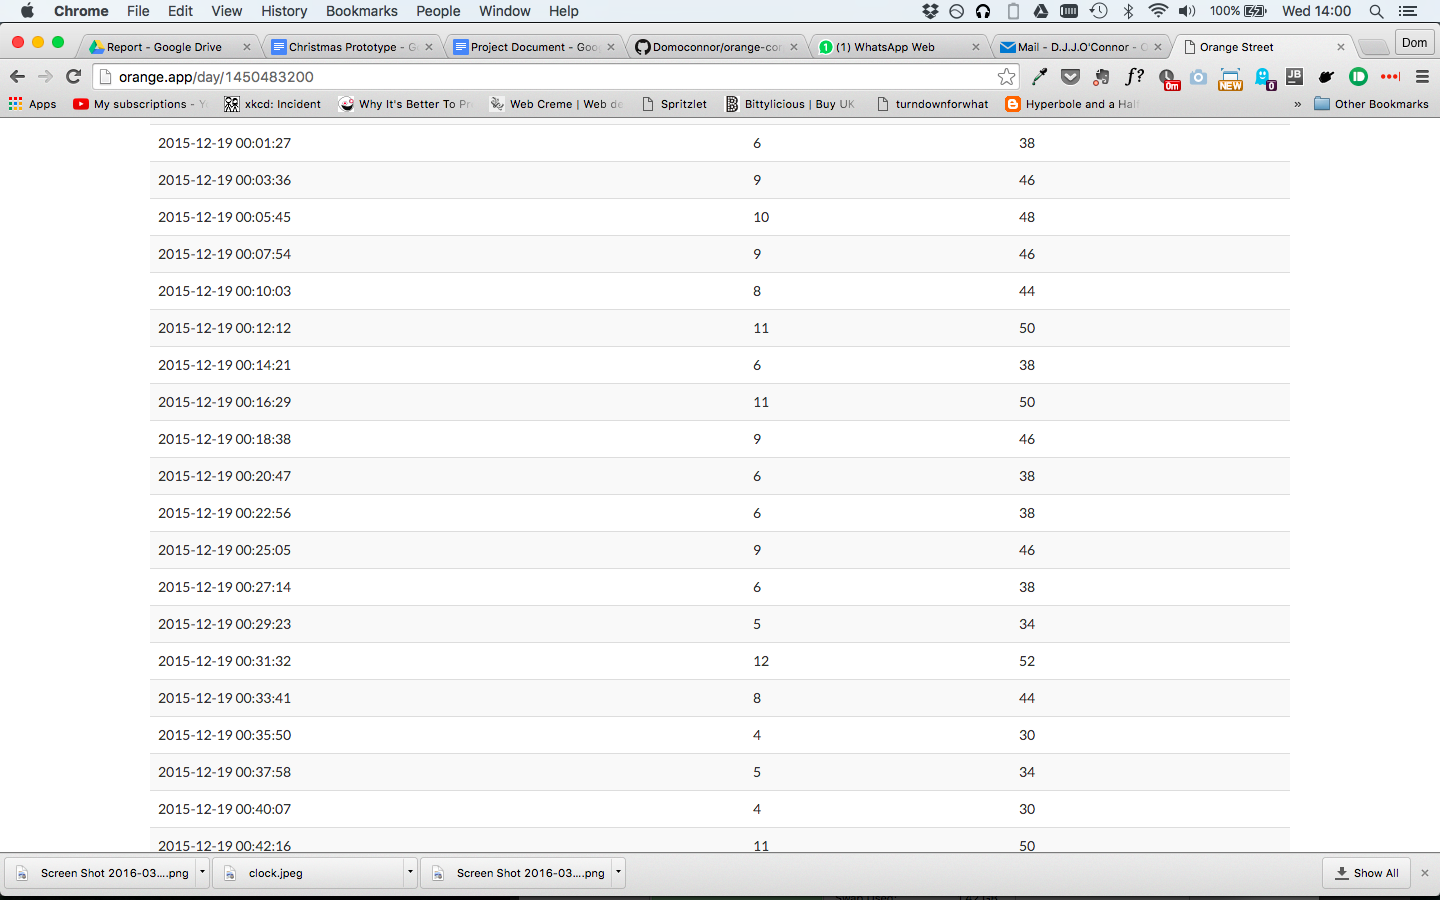 Chrome File Edit View History Bookmarks People Window Help 100% Wed 14:00
Report - Google Drive Christmas Prototype - G Project Document - Goo Domoconnor/orange-co (1) WhatsApp Web Mail - D.J.J.O'Connor - Orange Street Dom
orange.app/day/1450483200 f? 0m NEW 0 JB
Apps My subscriptions - Y xkcd: Incident Why It's Better To Pr Web Creme | Web de Spritzlet Bittylicious | Buy UK turndownforwhat Hyperbole and a Hal » Other Bookmarks
2015-12-19 00:01:27 6 38
2015-12-19 00:03:36 9 46
2015-12-19 00:05:45 10 48
2015-12-19 00:07:54 9 46
2015-12-19 00:10:03 8 44
2015-12-19 00:12:12 11 50
2015-12-19 00:14:21 6 38
2015-12-19 00:16:29 11 50
2015-12-19 00:18:38 9 46
2015-12-19 00:20:47 6 38
2015-12-19 00:22:56 6 38
2015-12-19 00:25:05 9 46
2015-12-19 00:27:14 6 38
2015-12-19 00:29:23 5 34
2015-12-19 00:31:32 12 52
2015-12-19 00:33:41 8 44
2015-12-19 00:35:50 4 30
2015-12-19 00:37:58 5 34
2015-12-19 00:40:07 4 30
2015-12-19 00:42:16 11 50
Screen Shot 2016-03....png clock.jpeg Screen Shot 2016-03....png Show All